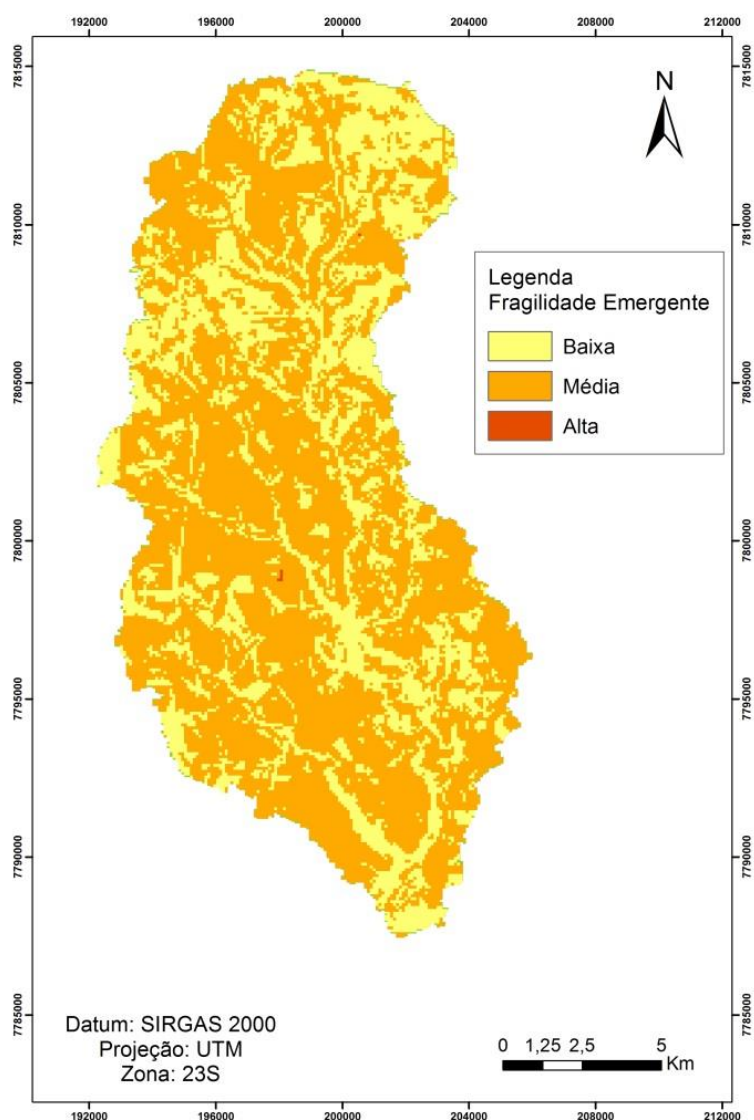 192000 196000 200000 204000 208000 212000
7815000 7815000
N
7810000 7810000
Legenda
Fragilidade Emergente
Baixa
Média
Alta
7805000 7805000
7800000 7800000
7795000 7795000
7790000 7790000
7785000 7785000
Datum: SIRGAS 2000
Projeção: UTM
Zona: 23S
0 1,25 2,5 5
Km
192000 196000 200000 204000 208000 212000